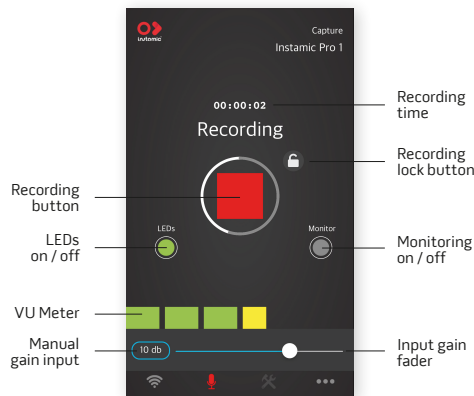 instamic
Capture
Instamic Pro 1
00:00:02
Recording
time
Recording
Recording
lock button
Recording
button
LEDs
on / off
LEDs
Monitor
Monitoring
on / off
VU Meter
Manual
gain input
10 db
Input gain
fader